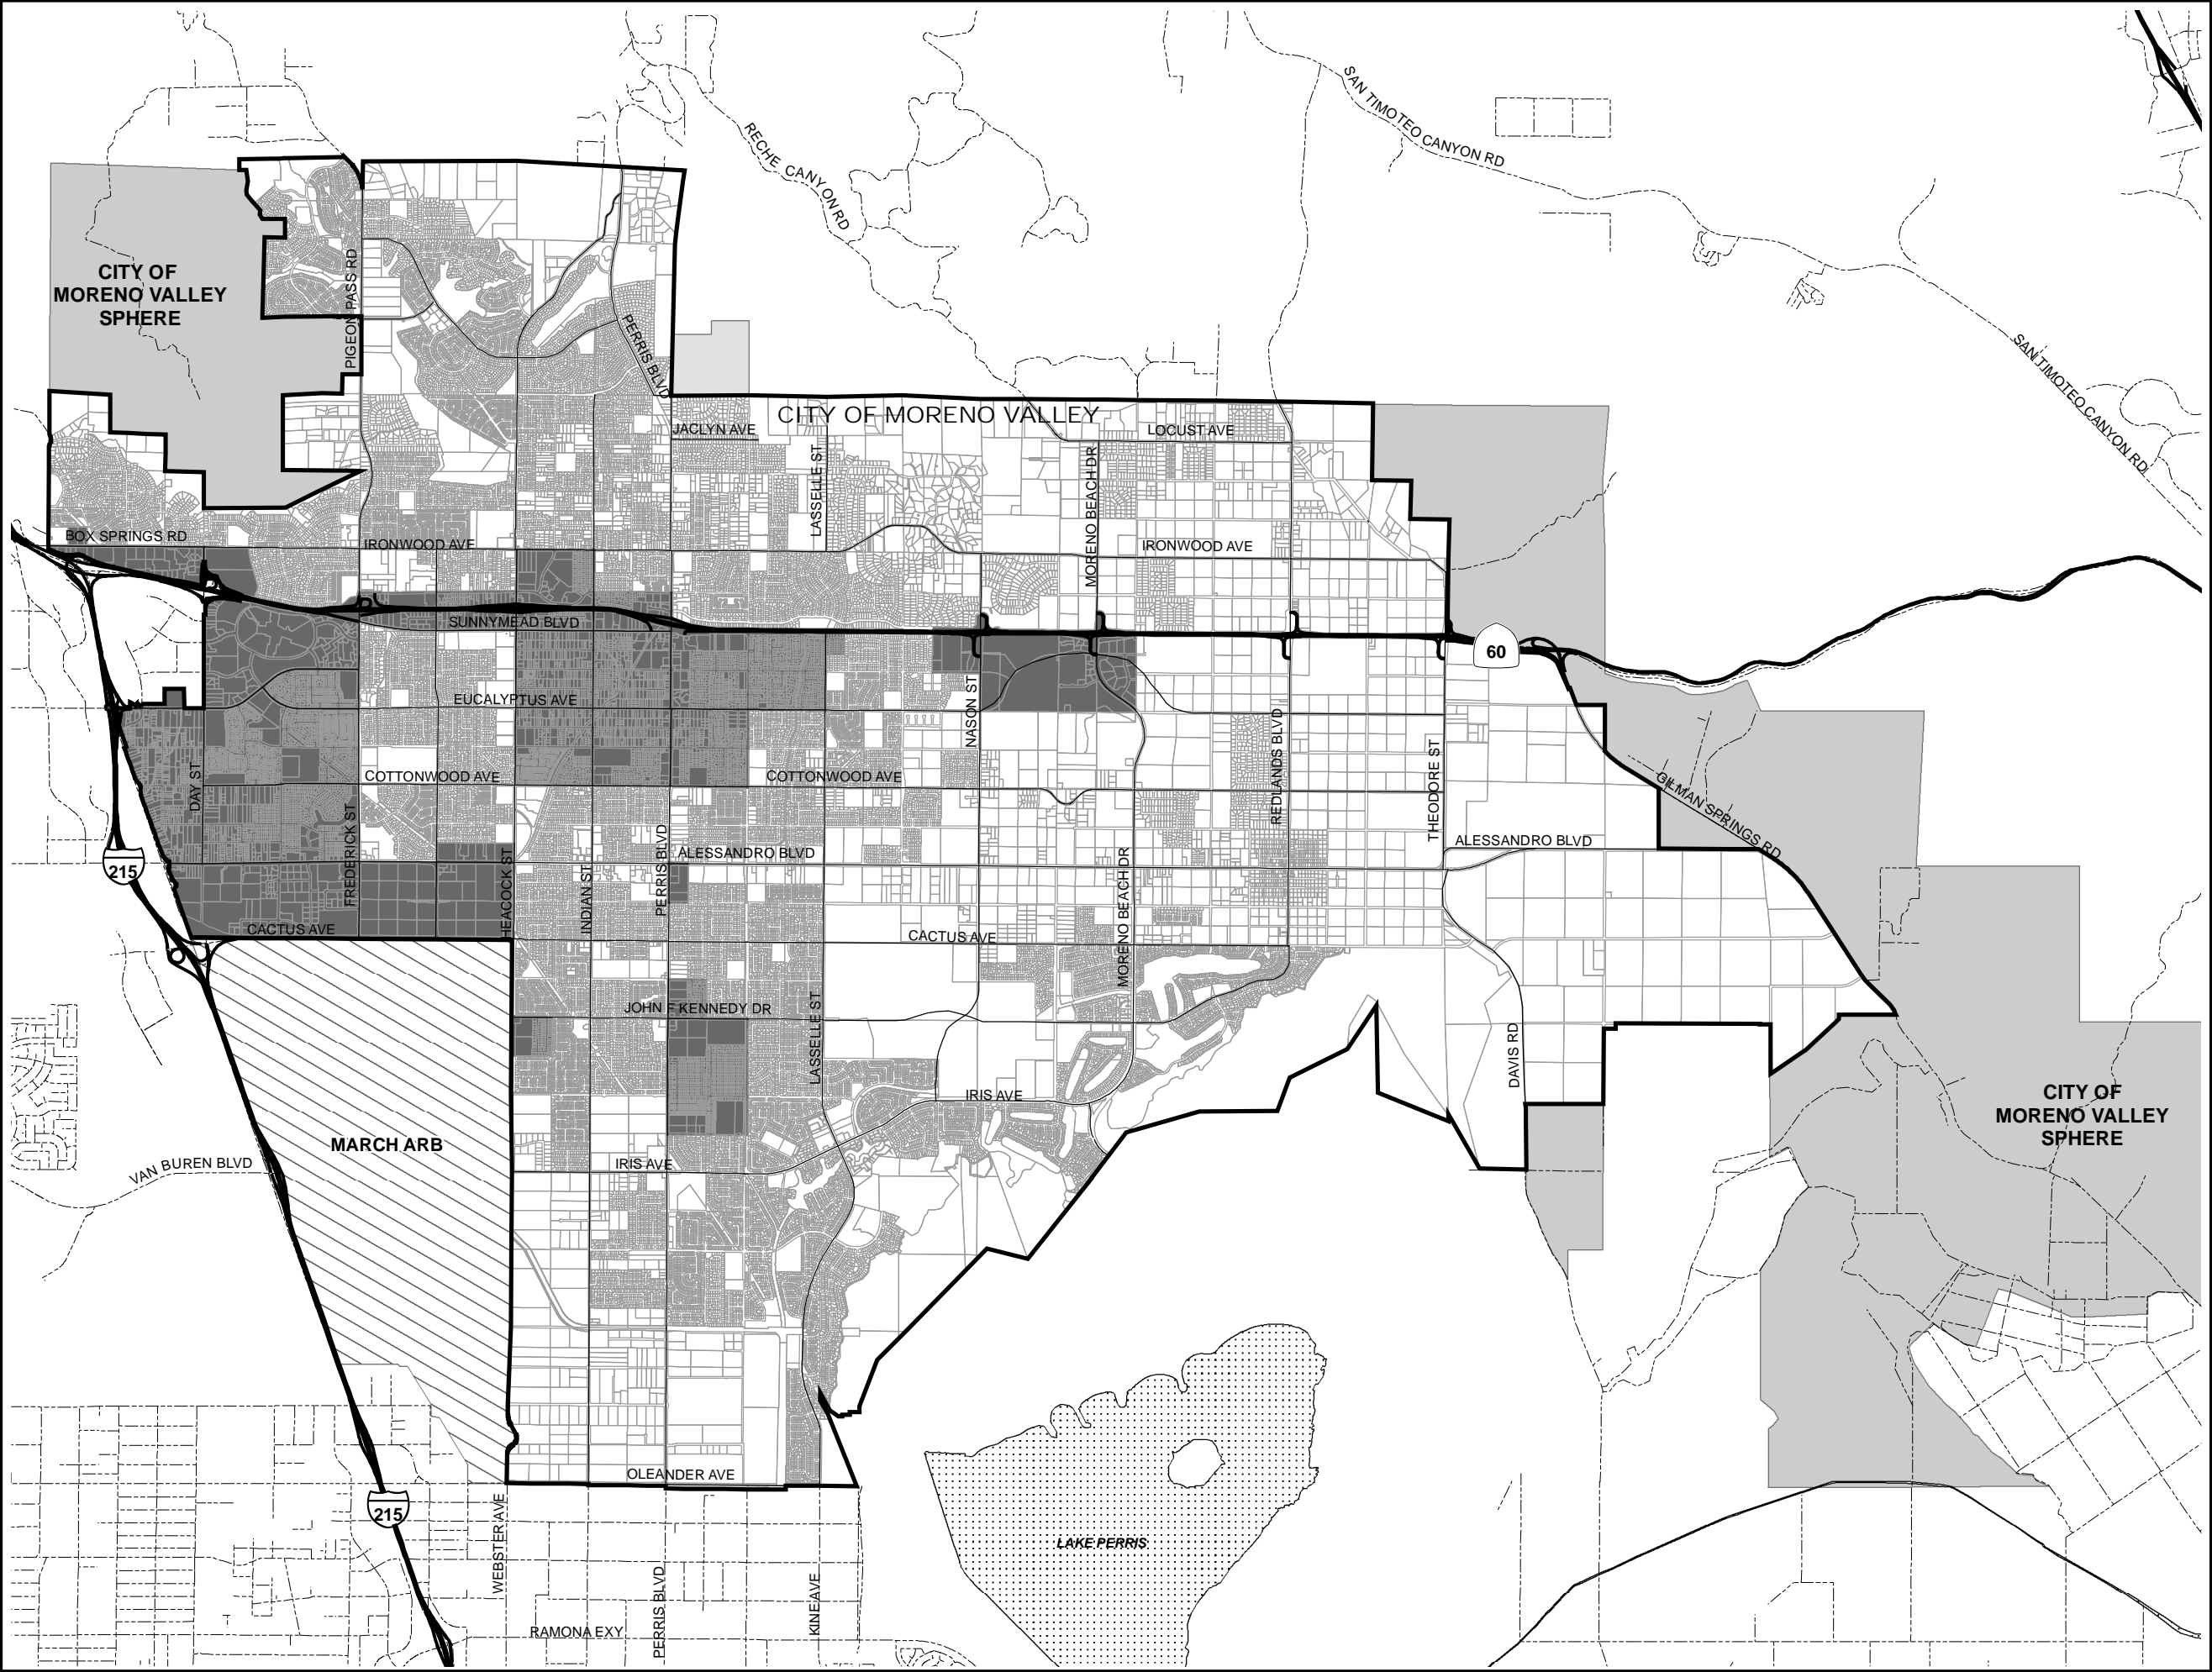 SAN TIMOTEO CANYON RD
RECHE CANYON RD
CITY OF
MORENO VALLEY
SPHERE
PIGEON PASS RD
PERRIS BLVD
SAN TIMOTEO CANYON RD
CITY OF MORENO VALLEY
JACLYN AVE
LOCUST AVE
LASSELLE ST
MORENO BEACH DR
BOX SPRINGS RD
IRONWOOD AVE
IRONWOOD AVE
SUNNYMEAD BLVD
60
EUCALYPTUS AVE
NASON ST
REDLANDS BLVD
THEODORE ST
DAY ST
COTTONWOOD AVE
COTTONWOOD AVE
GILMAN SPRINGS RD
FREDERICK ST
HEACOCK ST
INDIAN ST
PERRIS BLVD
ALESSANDRO BLVD
ALESSANDRO BLVD
MORENO BEACH DR
215
CACTUS AVE
CACTUS AVE
JOHN F KENNEDY DR
LASSELLE ST
DAVIS RD
IRIS AVE
CITY OF
MORENO VALLEY
SPHERE
MARCH ARB
VAN BUREN BLVD
IRIS AVE
OLEANDER AVE
215
WEBSTER AVE
PERRIS BLVD
KINE AVE
LAKE PERRIS
RAMONA EXY